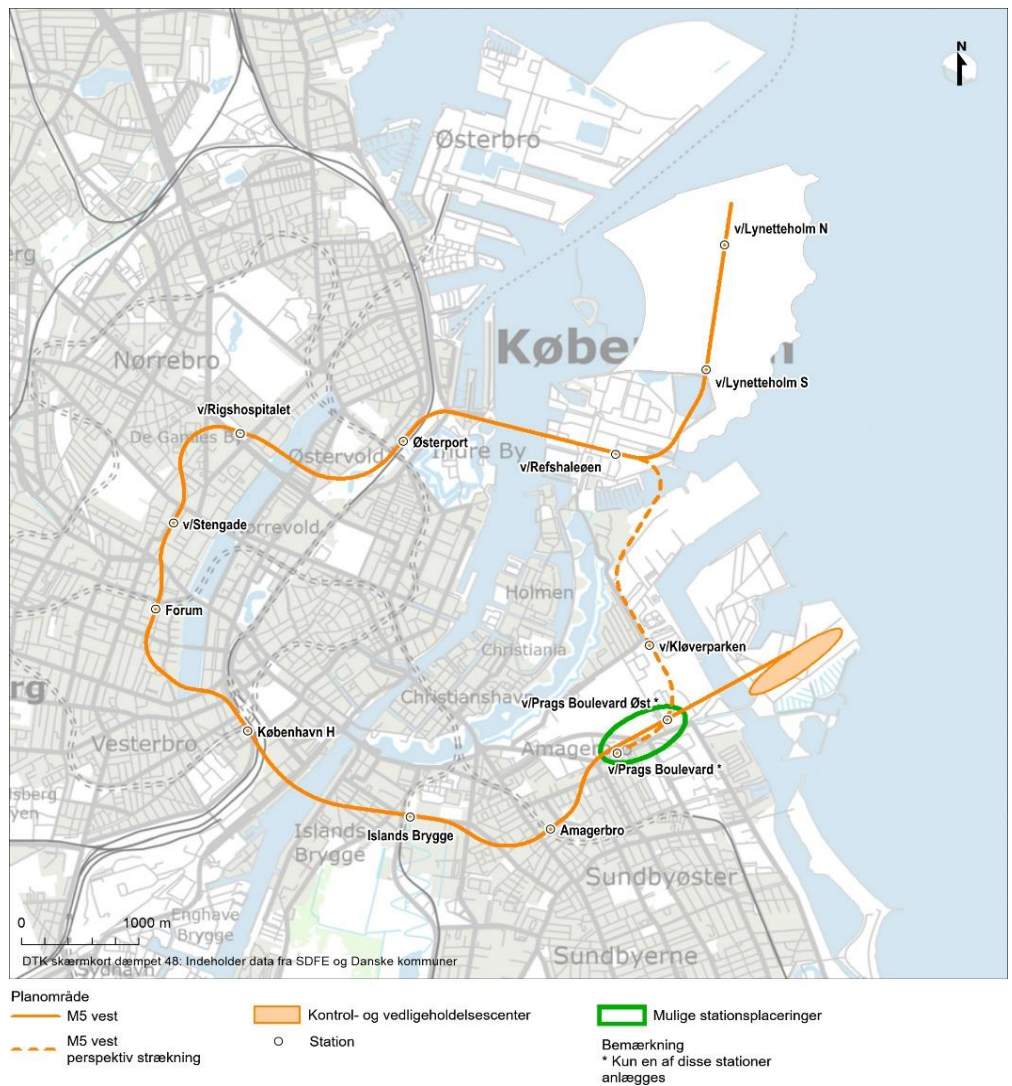 N
Østerbro
v/Lynetteholm N
Køben
v/Lynetteholm S
Nørrebro
v/Rigshospitalet
De Gamles By
Østerport
Østervold
Indre By
v/Refshaleøen
v/Stengade
Nørrevold
Holmen
Forum
Christiania
v/Kløverparken
Christianshavn
v/Prags Boulevard Øst *
København H
Vesterbro
Amagerbro
v/Prags Boulevard *
Islands Brygge
Amagerbro
Islands
Brygge
Sundbyøster
0 1000 m
Enghave
Brygge
Sundbyerne
DTK skærmkort dæmpet 48: Indeholder data fra SDFE og Danske kommuner
Sydhavn
Planområde
M5 vest
M5 vest
perspektiv strækning
Kontrol- og vedligeholdelsescenter
Station
Mulige stationsplaceringer
Bemærkning
* Kun en af disse stationer
anlægges